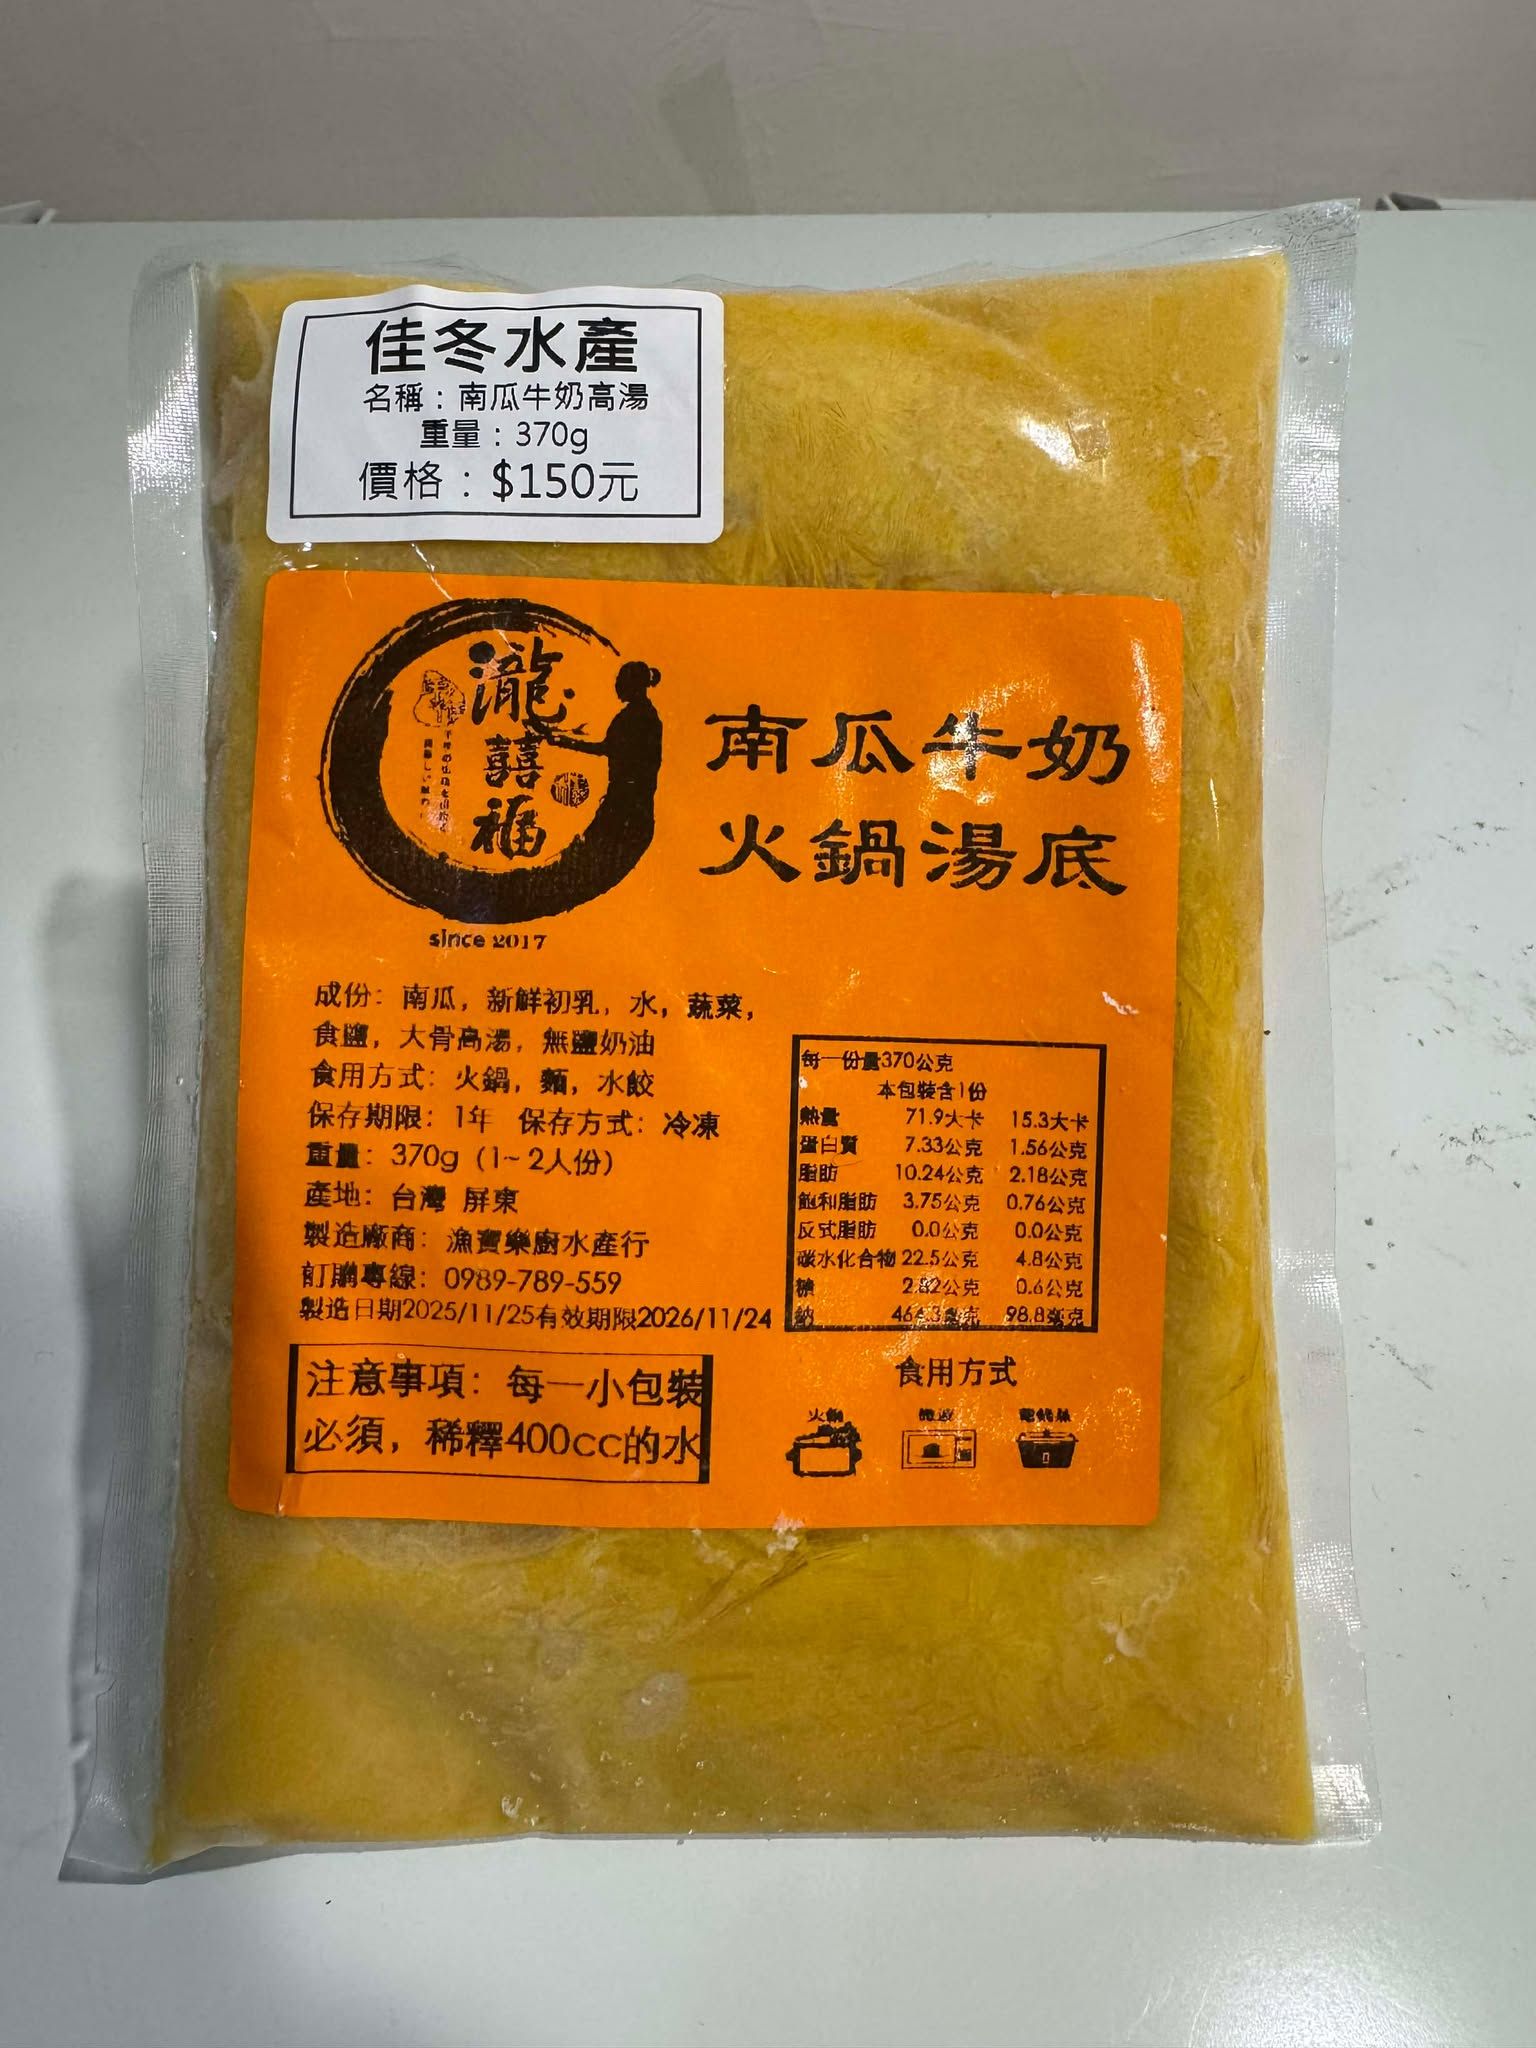 佳冬水產
名稱：南瓜牛奶高湯
重量：370g
價格：$150元
瀧
囍
福
since 2017
南瓜牛奶
火鍋湯底
成份：南瓜，新鮮初乳，水，蔬菜，
食鹽，大骨高湯，無鹽奶油
食用方式：火鍋，麵，水餃
保存期限：1年 保存方式：冷凍
重量：370g（1~2人份）
產地：台灣 屏東
製造廠商：漁寶樂廚水產行
訂購專線：0989-789-559
製造日期2025/11/25有效期限2026/11/24
每一份量370公克
本包裝含1份
熱量 71.9大卡 15.3大卡
蛋白質 7.33公克 1.56公克
脂肪 10.24公克 2.18公克
飽和脂肪 3.75公克 0.76公克
反式脂肪 0.0公克 0.0公克
碳水化合物 22.5公克 4.8公克
糖 2.82公克 0.6公克
鈉 毫克 98.8毫克
注意事項：每一小包裝
必須，稀釋400cc的水
食用方式
火鍋 微波 電鍋蒸